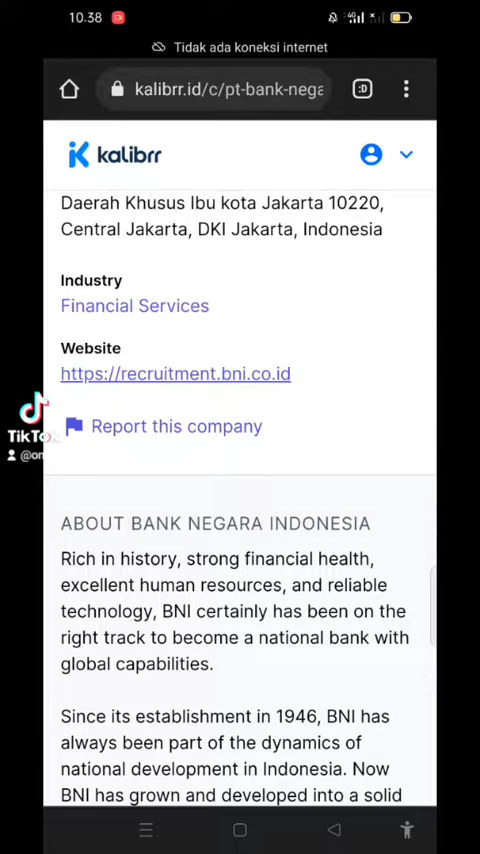 10.38
Tidak ada koneksi internet
kalibrr.id/c/pt-bank-nega
:D
kalibrr
Daerah Khusus Ibu kota Jakarta 10220,
Central Jakarta, DKI Jakarta, Indonesia
Industry
Financial Services
Website
https://recruitment.bni.co.id
Report this company
TikTo
@on
ABOUT BANK NEGARA INDONESIA
Rich in history, strong financial health,
excellent human resources, and reliable
technology, BNI certainly has been on the
right track to become a national bank with
global capabilities.
Since its establishment in 1946, BNI has
always been part of the dynamics of
national development in Indonesia. Now
BNI has grown and developed into a solid